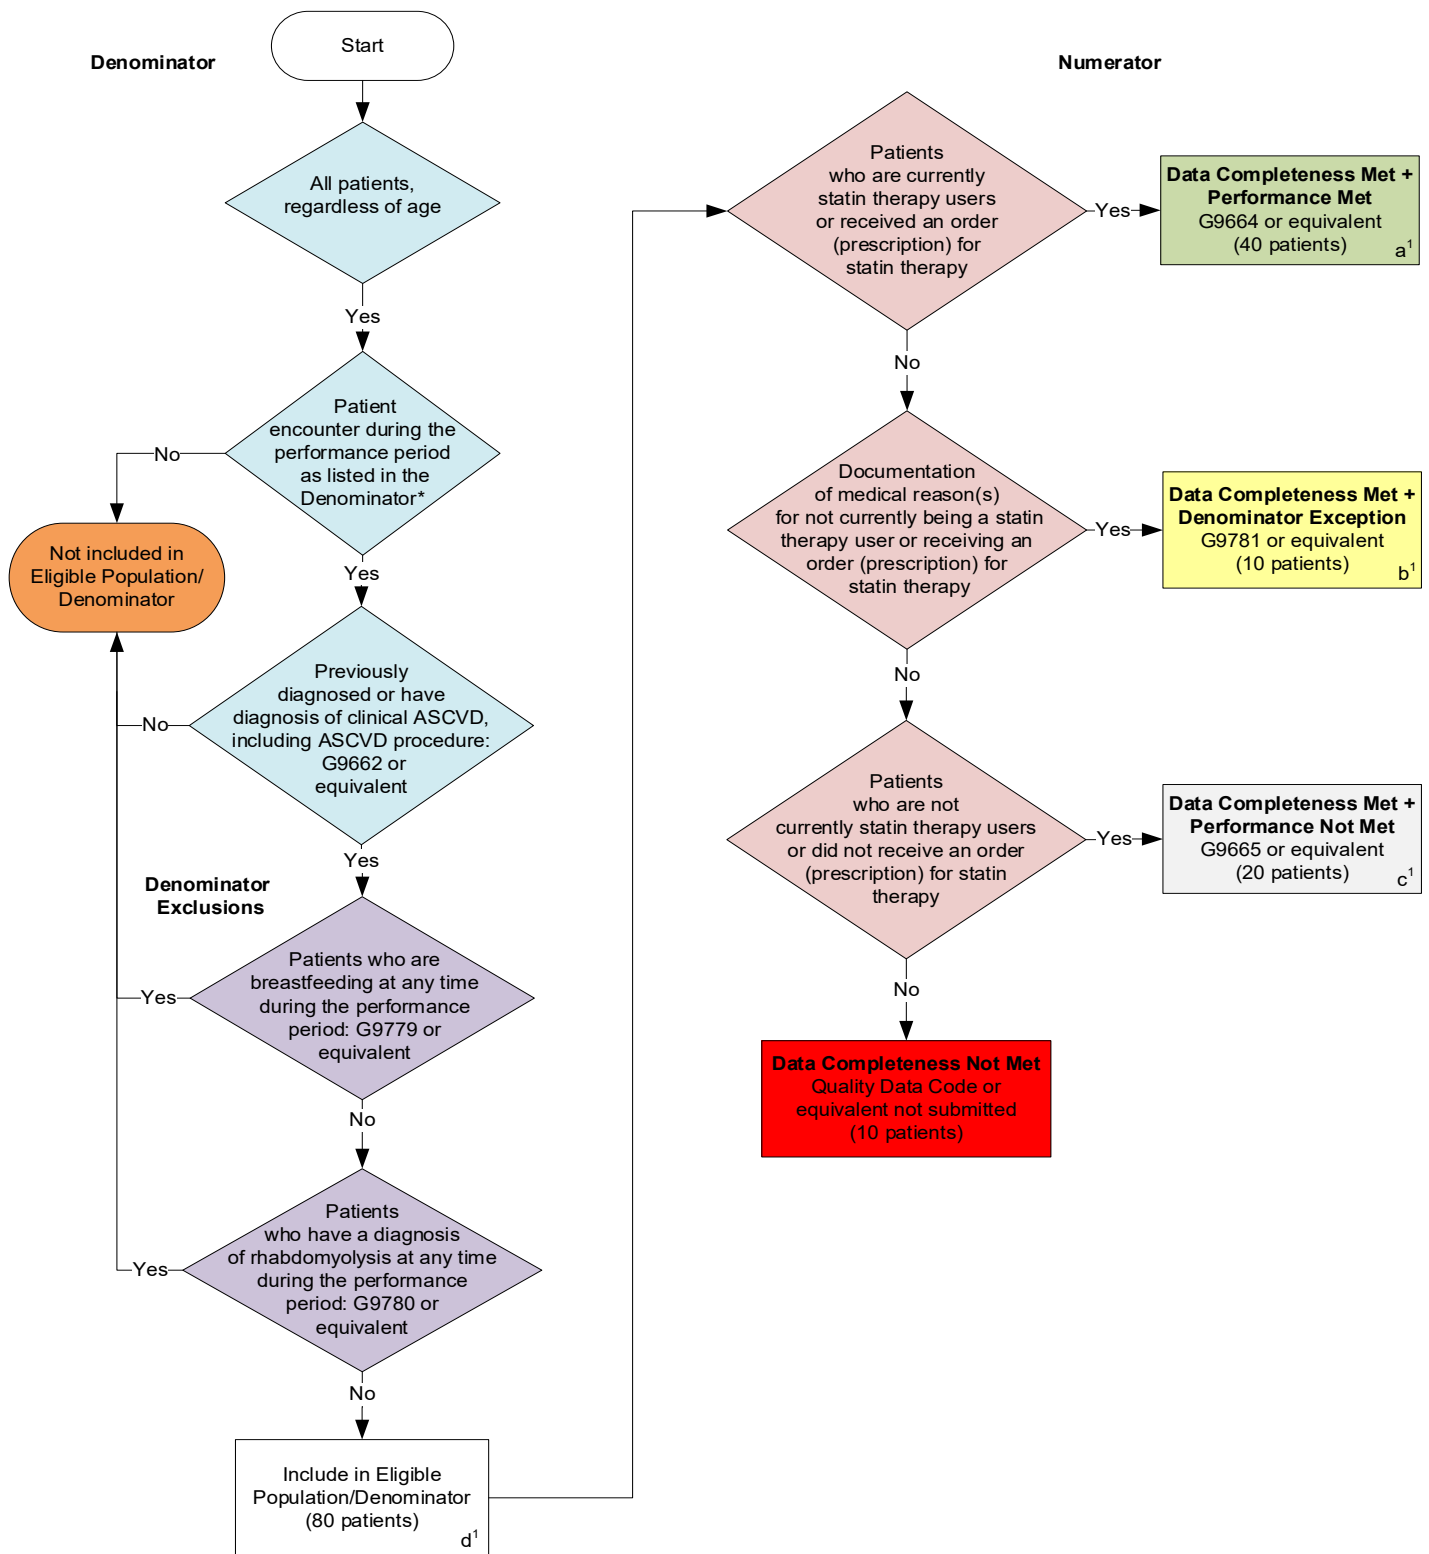 Start
Denominator
All patients,
regardless of age
Yes
Patient
encounter during the
performance period
as listed in the
Denominator*
No
Not included in
Eligible Population/
Denominator
Yes
Previously
diagnosed or have
diagnosis of clinical ASCVD,
including ASCVD procedure:
G9662 or
equivalent
No
Yes
Denominator
Exclusions
Patients who are
breastfeeding at any time
during the performance
period: G9779 or
equivalent
Yes
No
Patients
who have a diagnosis
of rhabdomyolysis at any time
during the performance
period: G9780 or
equivalent
Yes
No
Include in Eligible
Population/Denominator
(80 patients)
d¹
Numerator
Patients
who are currently
statin therapy users
or received an order
(prescription) for
statin therapy
Yes
Data Completeness Met +
Performance Met
G9664 or equivalent
(40 patients)
a¹
No
Documentation
of medical reason(s)
for not currently being a statin
therapy user or receiving an
order (prescription) for
statin therapy
Yes
Data Completeness Met +
Denominator Exception
G9781 or equivalent
(10 patients)
b¹
No
Patients
who are not
currently statin therapy users
or did not receive an order
(prescription) for statin
therapy
Yes
Data Completeness Met +
Performance Not Met
G9665 or equivalent
(20 patients)
c¹
No
Data Completeness Not Met
Quality Data Code or
equivalent not submitted
(10 patients)